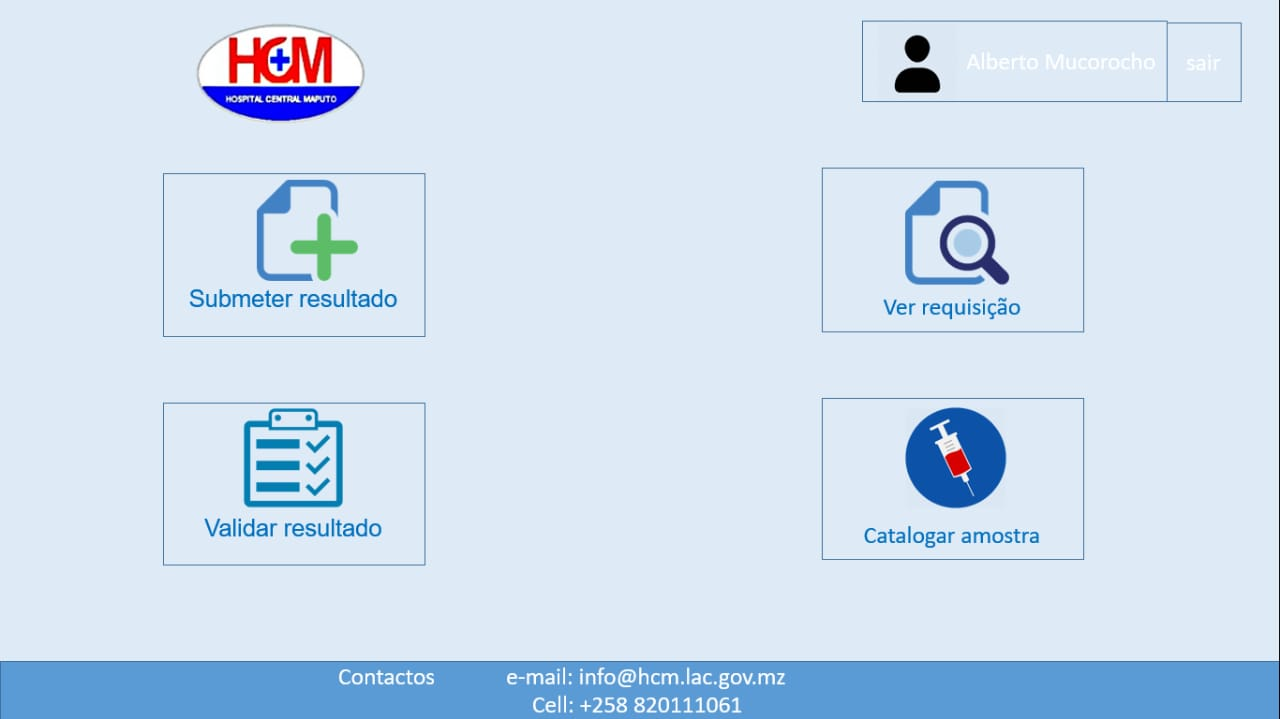 HCM
HOSPITAL CENTRAL MAPUTO
Alberto Mucorocho
sair
Submeter resultado
Ver requisição
Validar resultado
Catalogar amostra
Contactos e-mail: info@hcm.lac.gov.mz
Cell: +258 820111061